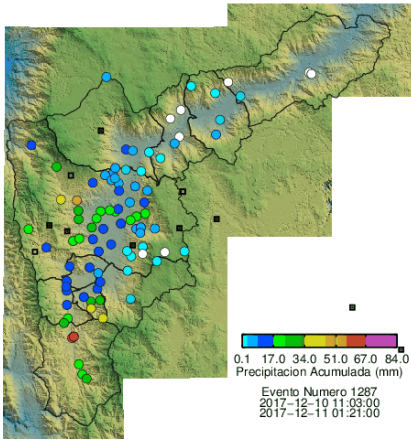 0.1 17.0 34.0 51.0 67.0 84.0
Precipitacion Acumulada (mm)
Evento Numero 1287
2017-12-10 11:03:00
2017-12-11 01:21:00